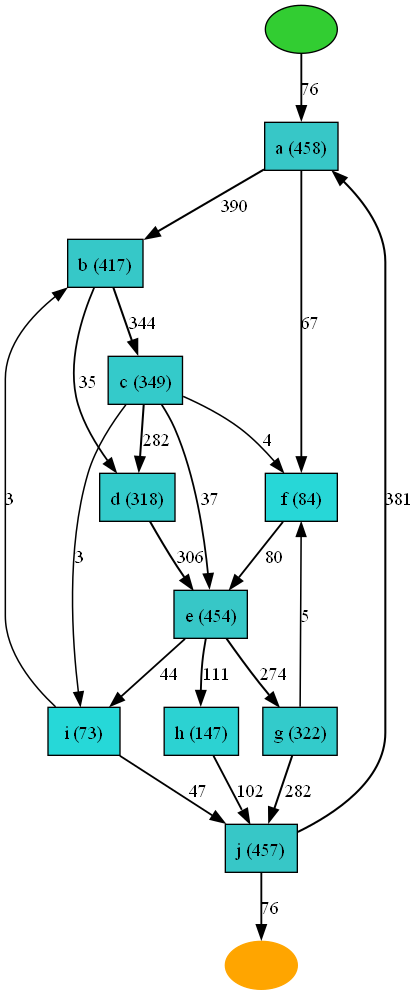 76
a (458)
390
b (417)
344
67
35
c (349)
282
4
d (318)
f (84)
37
3
3
381
306
80
e (454)
44
111
274
5
i (73)
h (147)
g (322)
47
102
282
j (457)
76